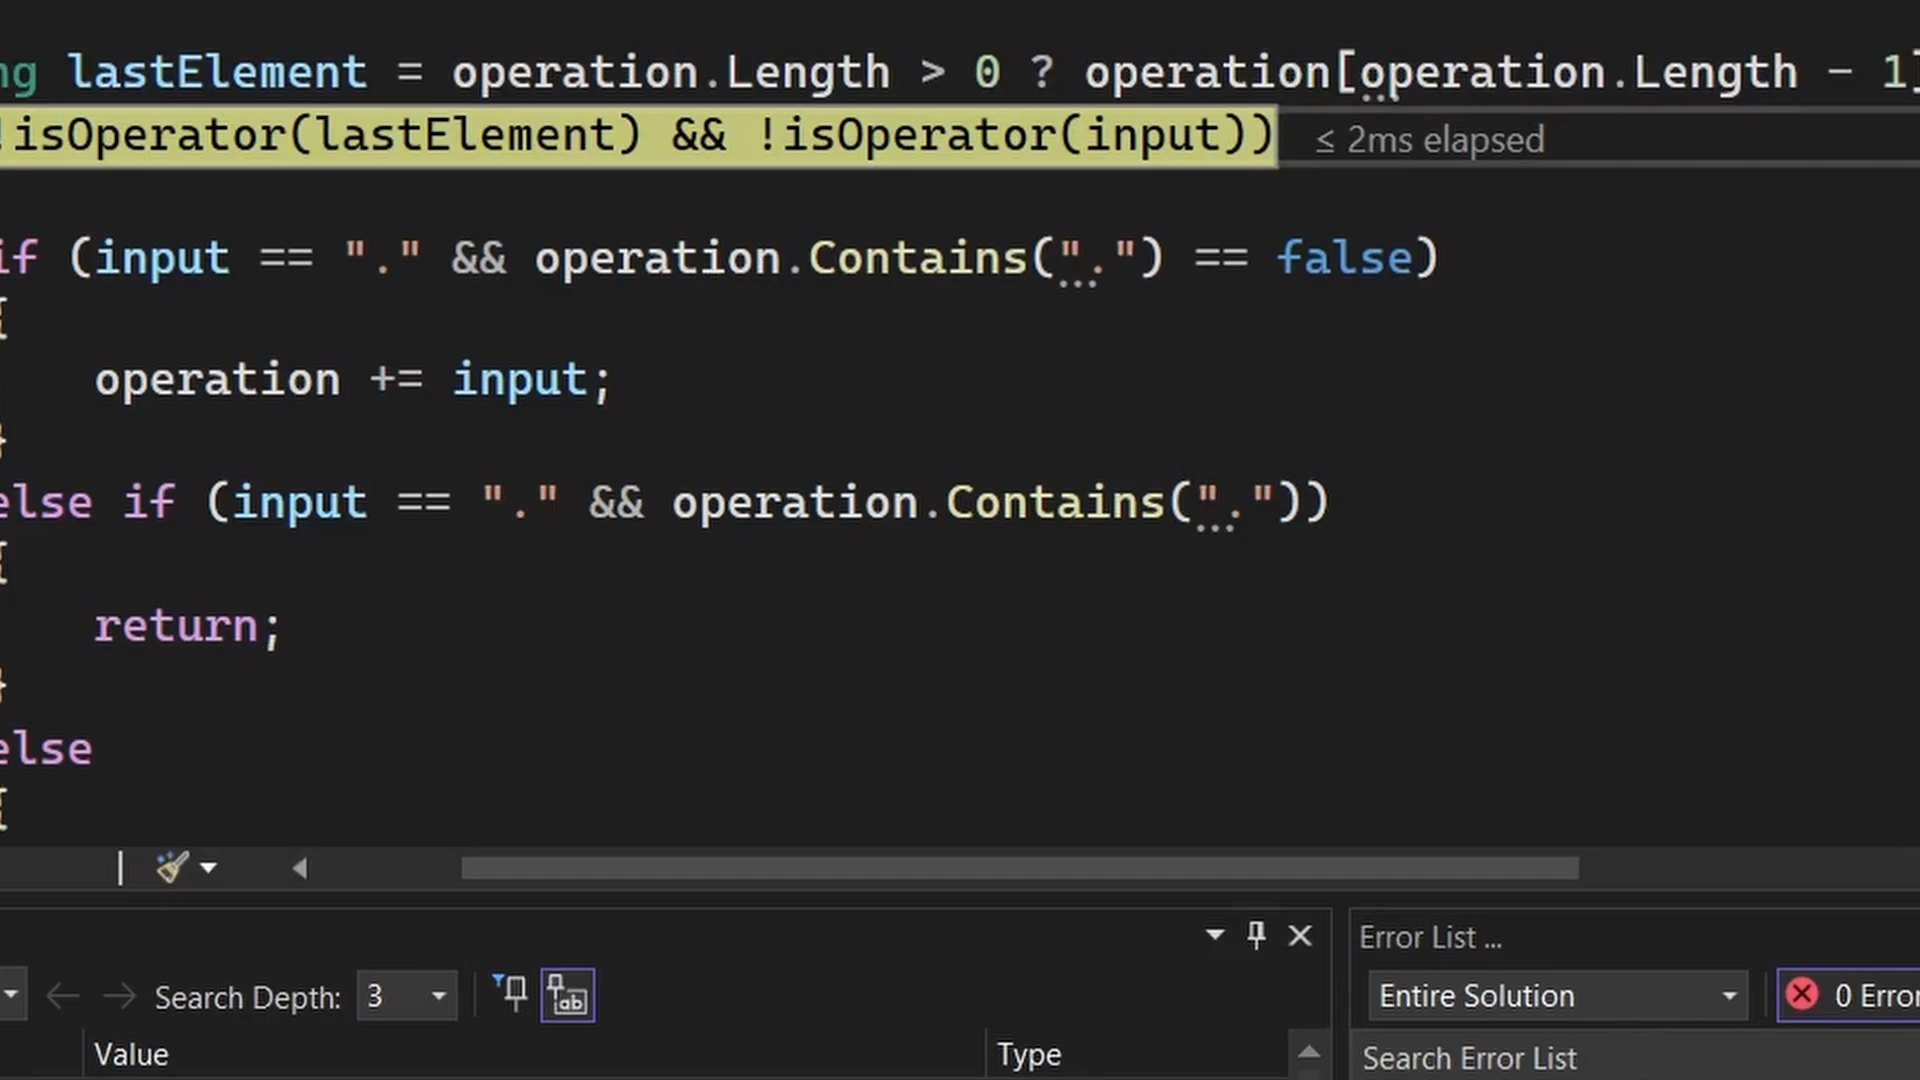 ng lastElement = operation.Length > 0 ? operation[operation.Length - 1]
!isOperator(lastElement) && !isOperator(input)) ≤ 2ms elapsed
if (input == "." && operation.Contains(".") == false)
{
operation += input;
}
else if (input == "." && operation.Contains("."))
{
return;
}
else
{
Error List ...
Search Depth: 3
Entire Solution
0 Error
Value
Type
Search Error List